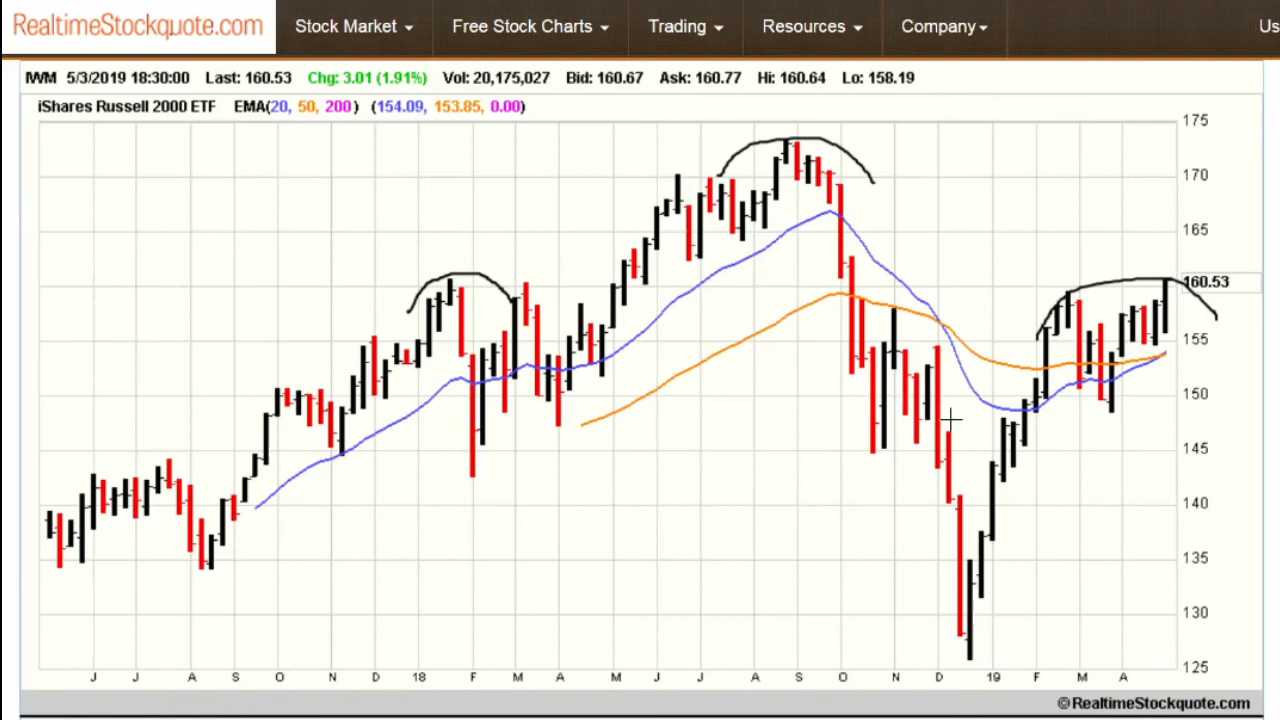 RealtimeStockquote.com Stock Market Free Stock Charts Trading Resources Company Us
IWM 5/3/2019 18:30:00 Last: 160.53 Chg: 3.01 (1.91%) Vol: 20,175,027 Bid: 160.67 Ask: 160.77 Hi: 160.64 Lo: 158.19
iShares Russell 2000 ETF EMA(20, 50, 200 ) (154.09, 153.85, 0.00)
175
170
165
160.53
155
150
145
140
135
130
125
J J A S O N D 18 F M A M J J A S O N D 19 F M A
©RealtimeStockquote.com